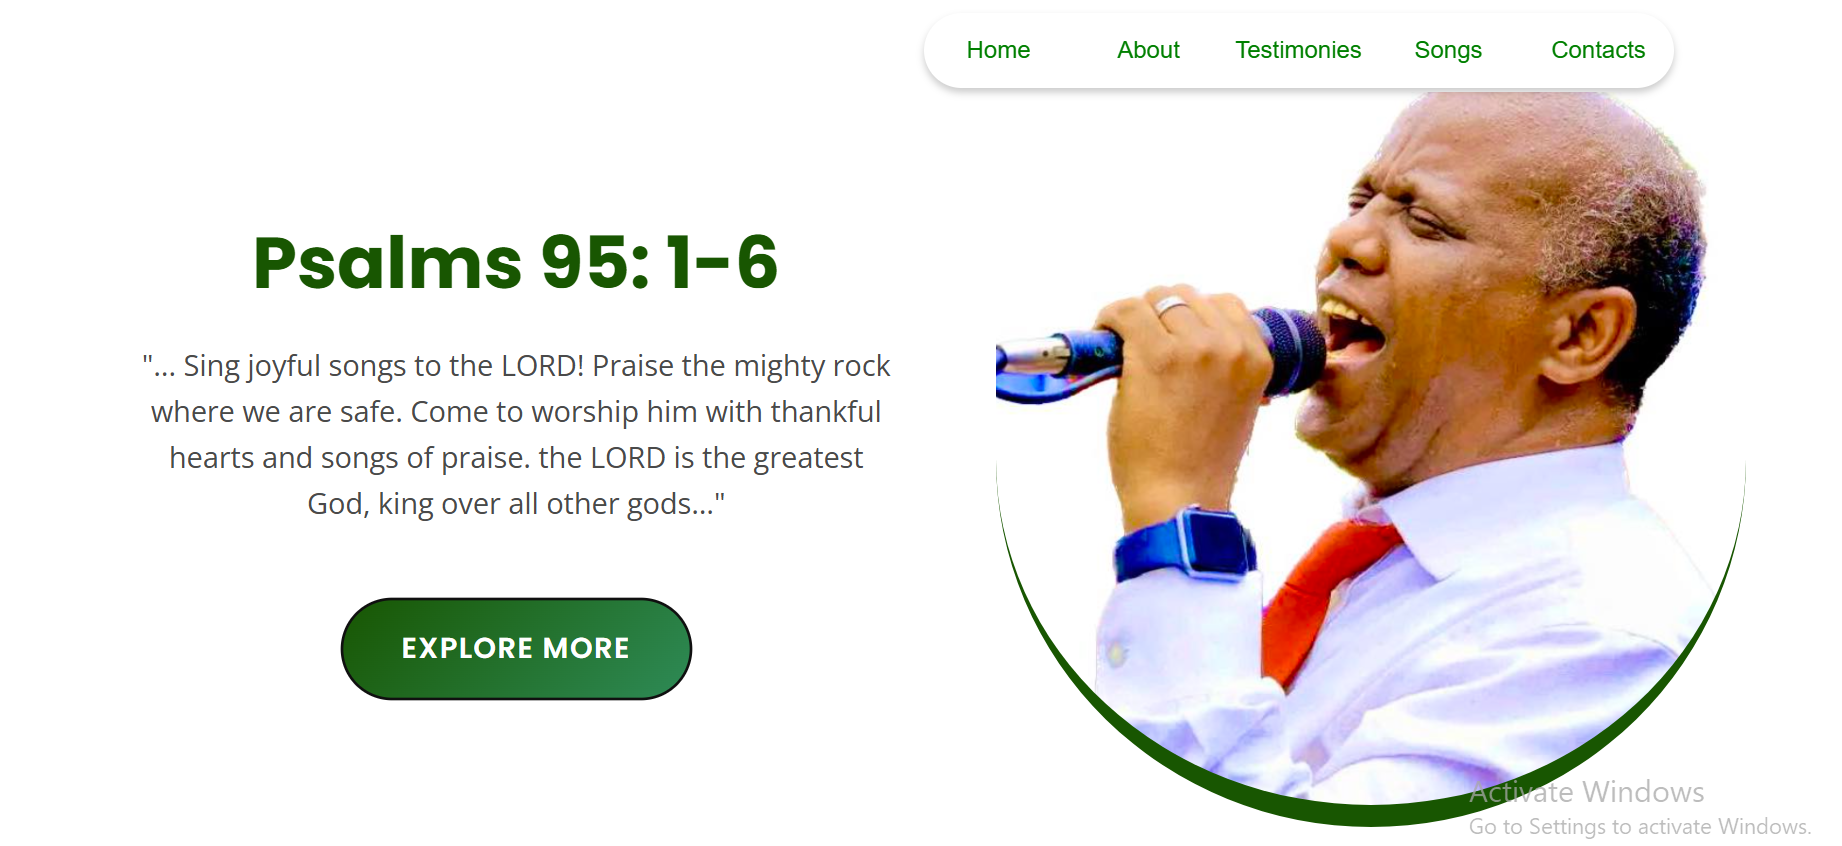 Home About Testimonies Songs Contacts
Psalms 95: 1-6
"... Sing joyful songs to the LORD! Praise the mighty rock
where we are safe. Come to worship him with thankful
hearts and songs of praise. the LORD is the greatest
God, king over all other gods..."
EXPLORE MORE
Activate Windows
Go to Settings to activate Windows.